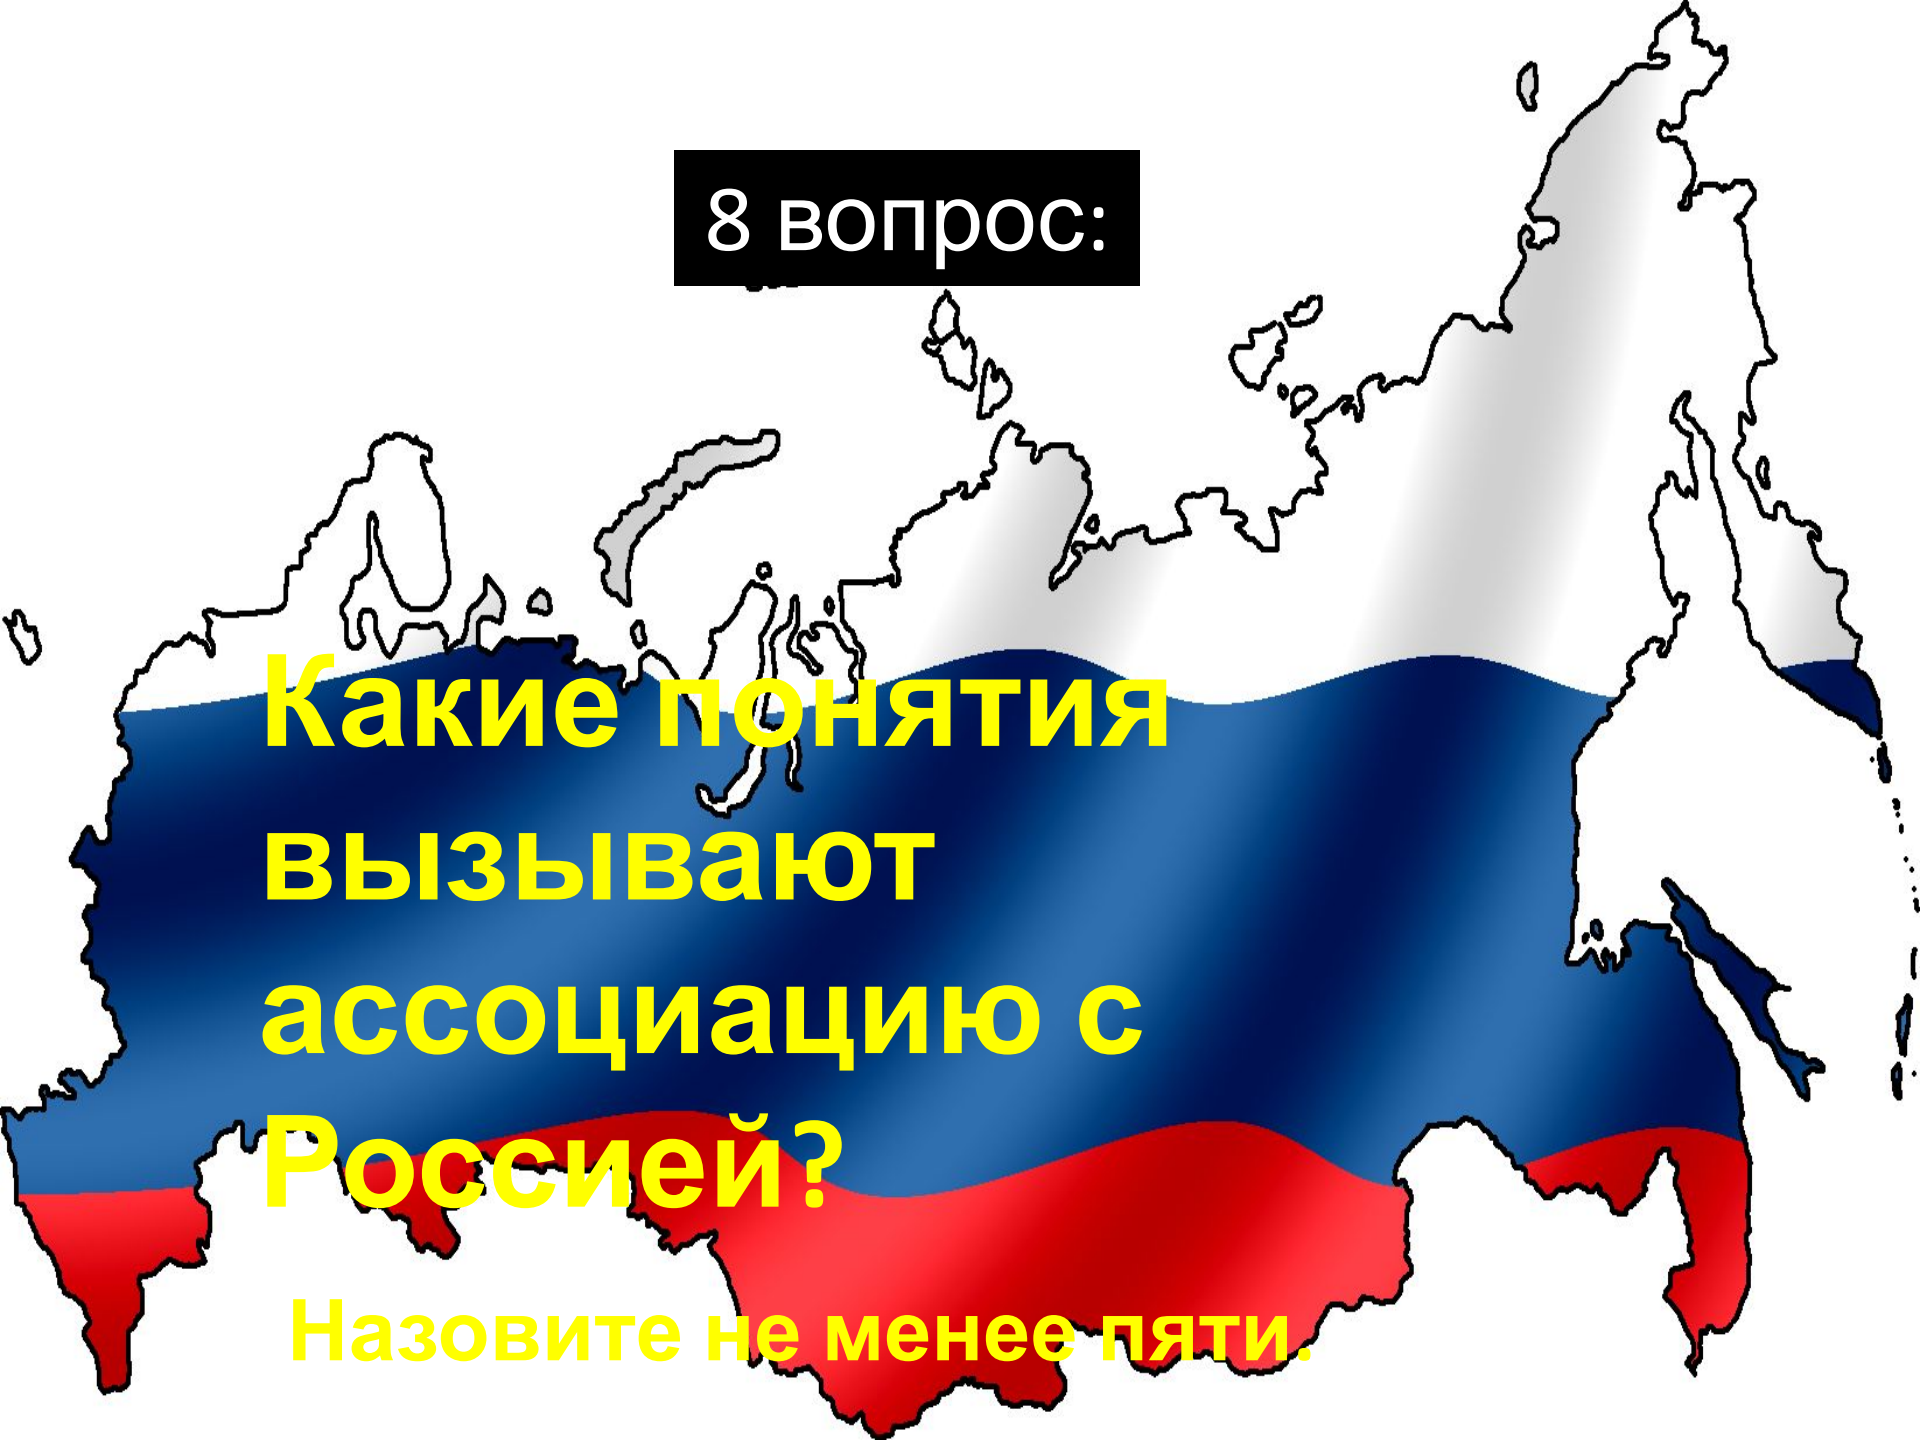 8 вопрос:
Какие понятия
вызывают
ассоциацию с
Россией?
Назовите не менее пяти.